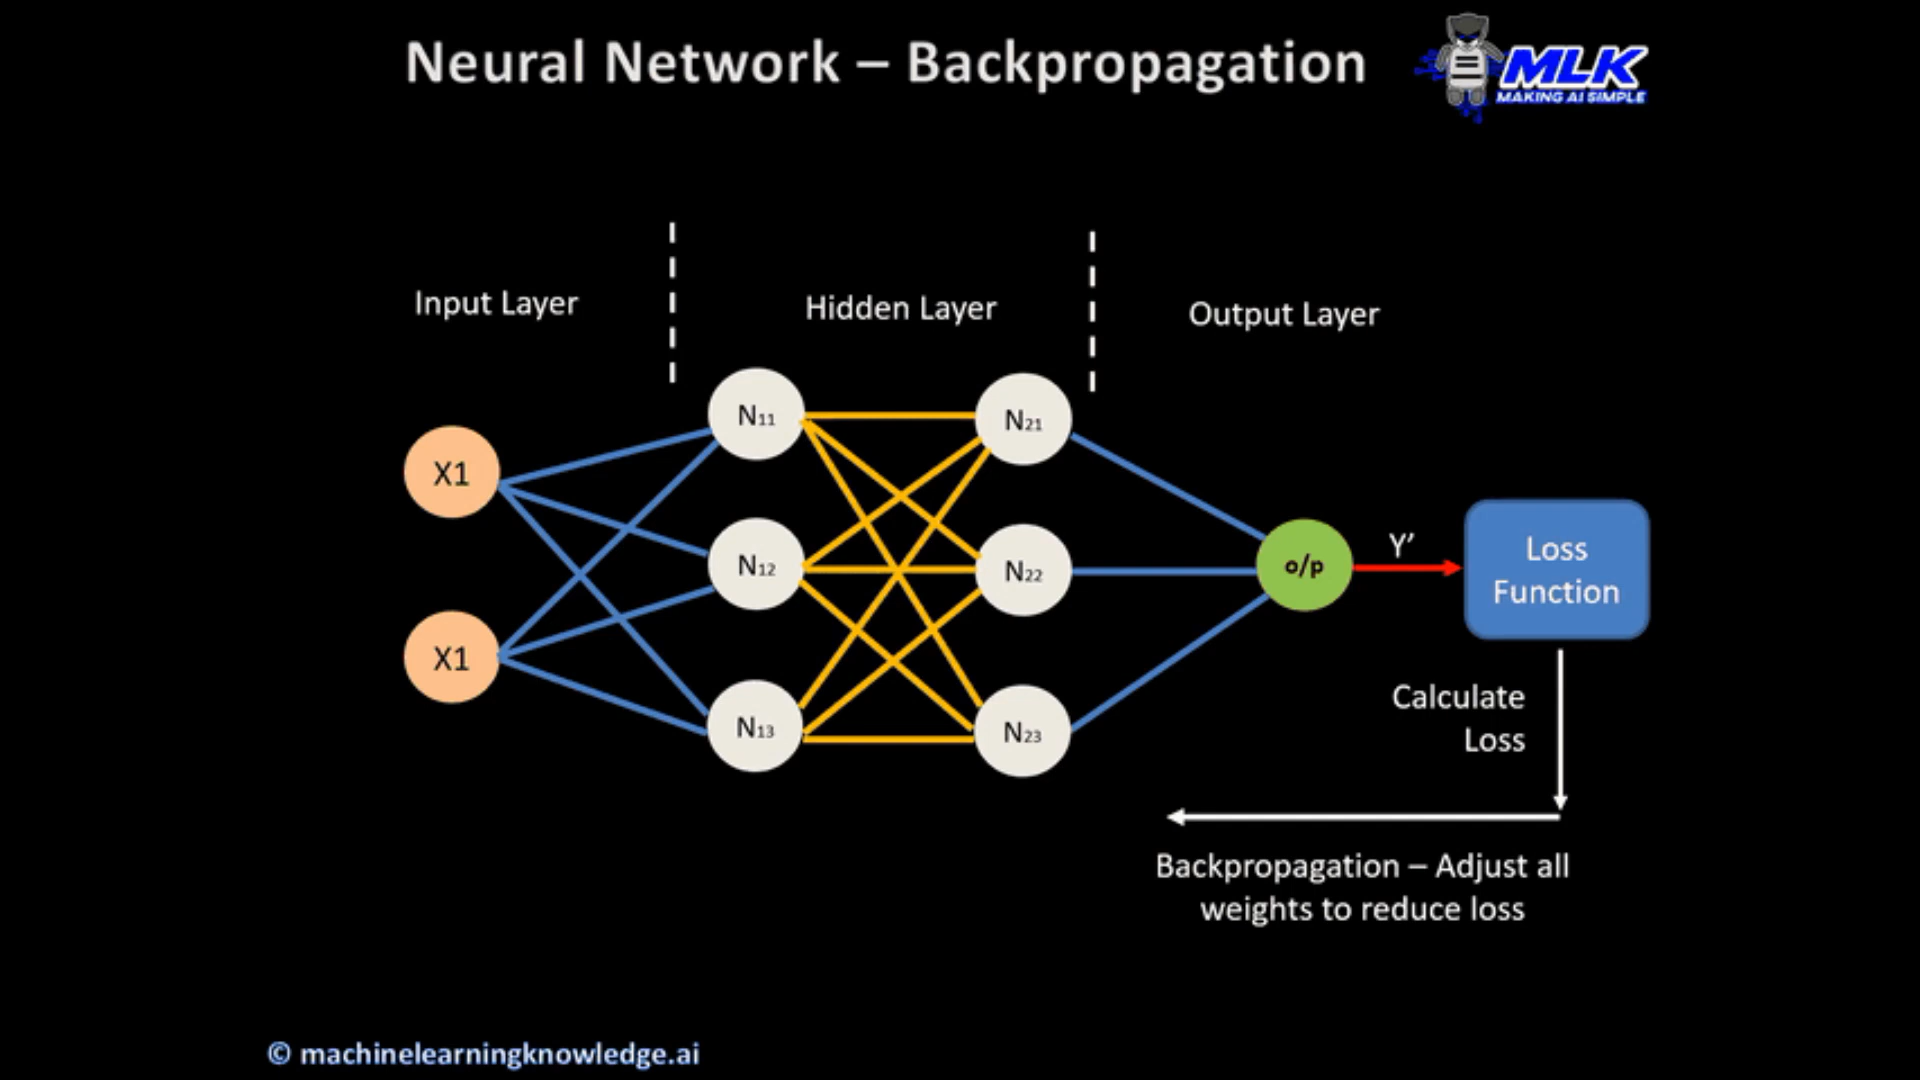 Neural Network – Backpropagation
MLK
MAKING AI SIMPLE
Input Layer
Hidden Layer
Output Layer
N11
N21
X1
N12
N22
o/p
Y’
Loss
Function
X1
N13
N23
Calculate
Loss
Backpropagation – Adjust all
weights to reduce loss
© machinelearningknowledge.ai